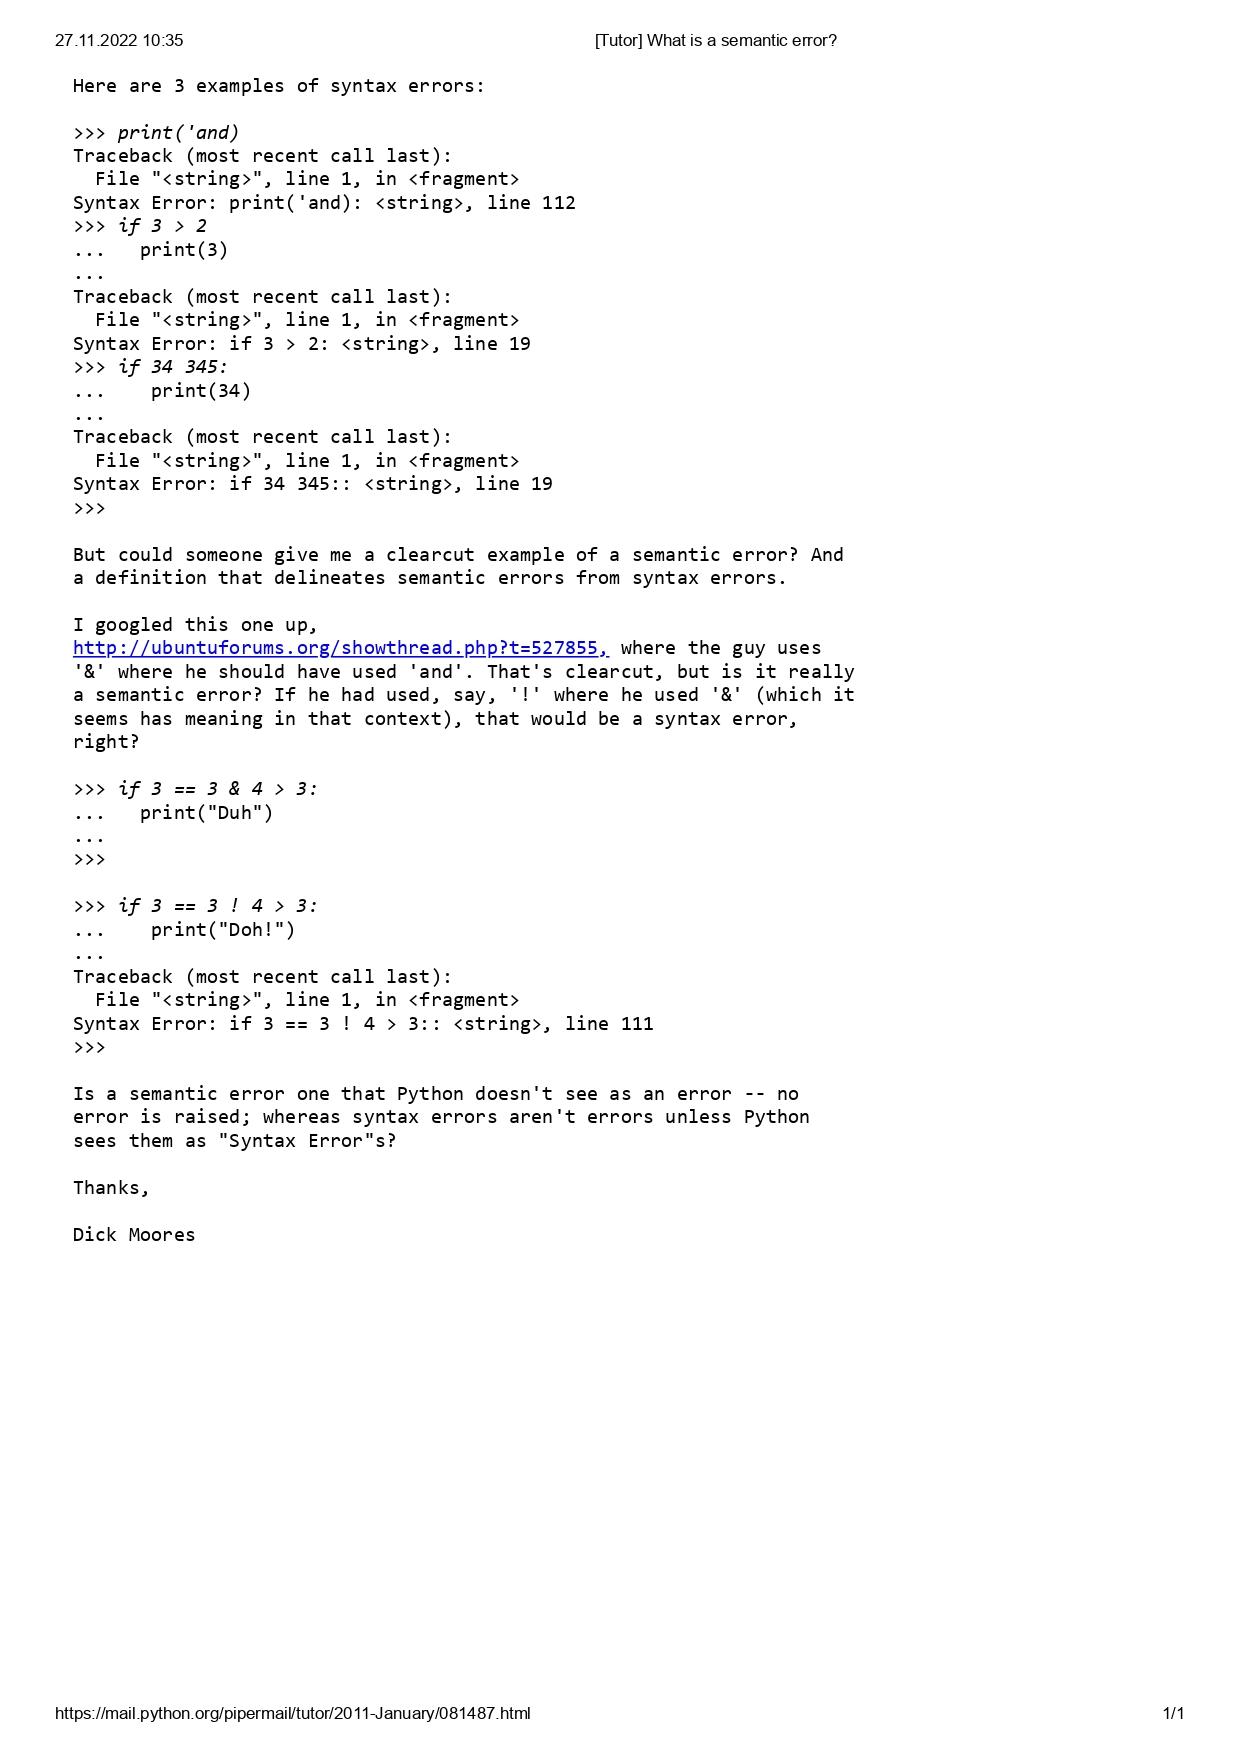 27.11.2022 10:35
[Tutor] What is a semantic error?
Here are 3 examples of syntax errors:
>>> print('and)
Traceback (most recent call last):
  File "<string>", line 1, in <fragment>
Syntax Error: print('and): <string>, line 112
>>> if 3 > 2
...   print(3)
...
Traceback (most recent call last):
  File "<string>", line 1, in <fragment>
Syntax Error: if 3 > 2: <string>, line 19
>>> if 34 345:
...    print(34)
...
Traceback (most recent call last):
  File "<string>", line 1, in <fragment>
Syntax Error: if 34 345:: <string>, line 19
>>>
But could someone give me a clearcut example of a semantic error? And
a definition that delineates semantic errors from syntax errors.
I googled this one up,
http://ubuntuforums.org/showthread.php?t=527855, where the guy uses
'&' where he should have used 'and'. That's clearcut, but is it really
a semantic error? If he had used, say, '!' where he used '&' (which it
seems has meaning in that context), that would be a syntax error,
right?
>>> if 3 == 3 & 4 > 3:
...   print("Duh")
...
>>>
>>> if 3 == 3 ! 4 > 3:
...    print("Doh!")
...
Traceback (most recent call last):
  File "<string>", line 1, in <fragment>
Syntax Error: if 3 == 3 ! 4 > 3:: <string>, line 111
>>>
Is a semantic error one that Python doesn't see as an error -- no
error is raised; whereas syntax errors aren't errors unless Python
sees them as "Syntax Error"s?
Thanks,
Dick Moores
https://mail.python.org/pipermail/tutor/2011-January/081487.html
1/1